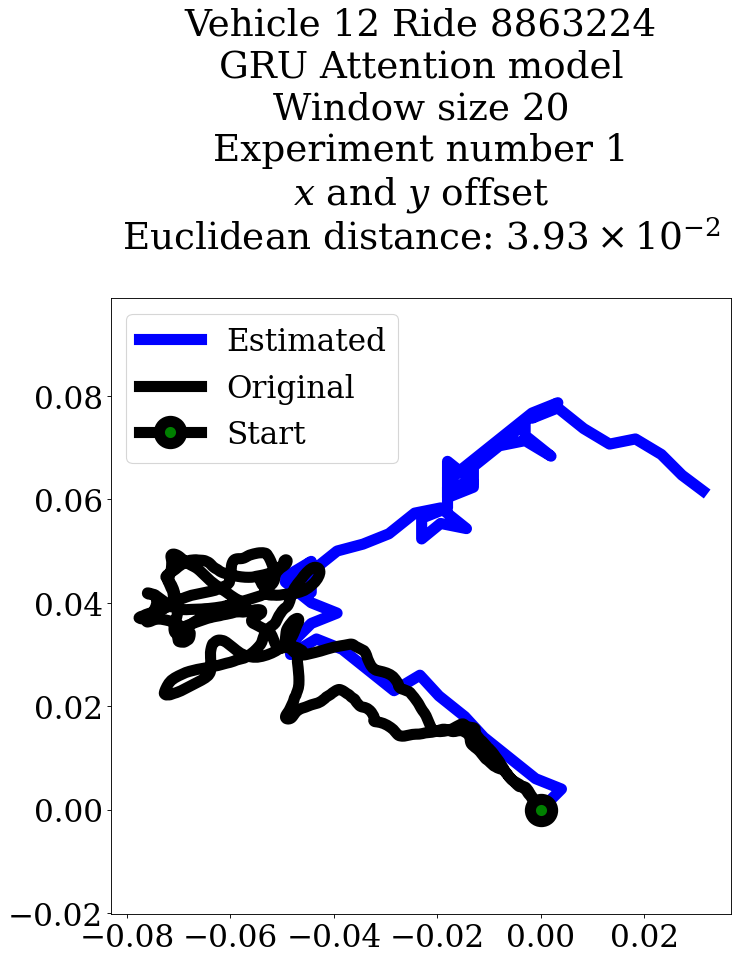 Vehicle 12 Ride 8863224
GRU Attention model
Window size 20
Experiment number 1
x and y offset
Euclidean distance: 3.93 × 10⁻²
Estimated
Original
Start
0.08
0.06
0.04
0.02
0.00
−0.02
−0.08 −0.06 −0.04 −0.02 0.00 0.02